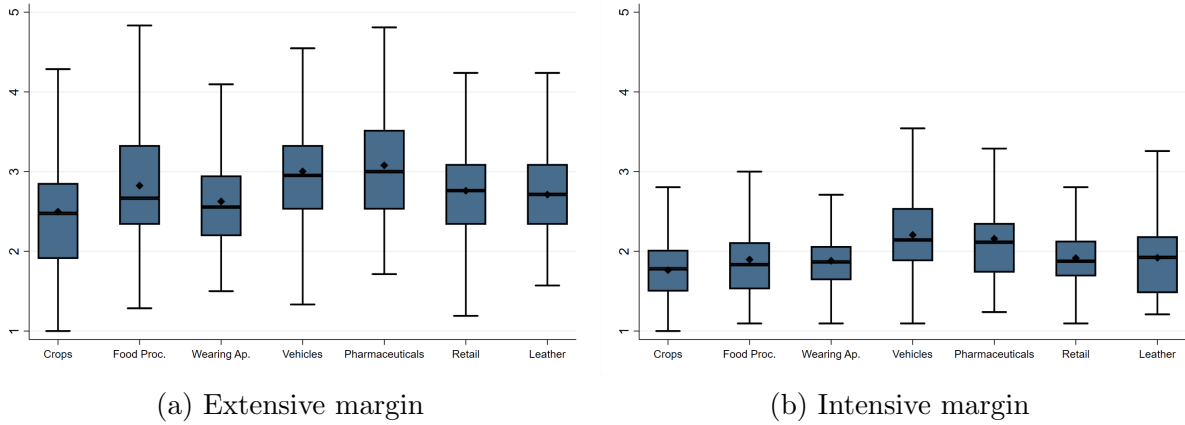 5
4
3
2
1
Crops Food Proc. Wearing Ap. Vehicles Pharmaceuticals Retail Leather
(a) Extensive margin
5
4
3
2
1
Crops Food Proc. Wearing Ap. Vehicles Pharmaceuticals Retail Leather
(b) Intensive margin